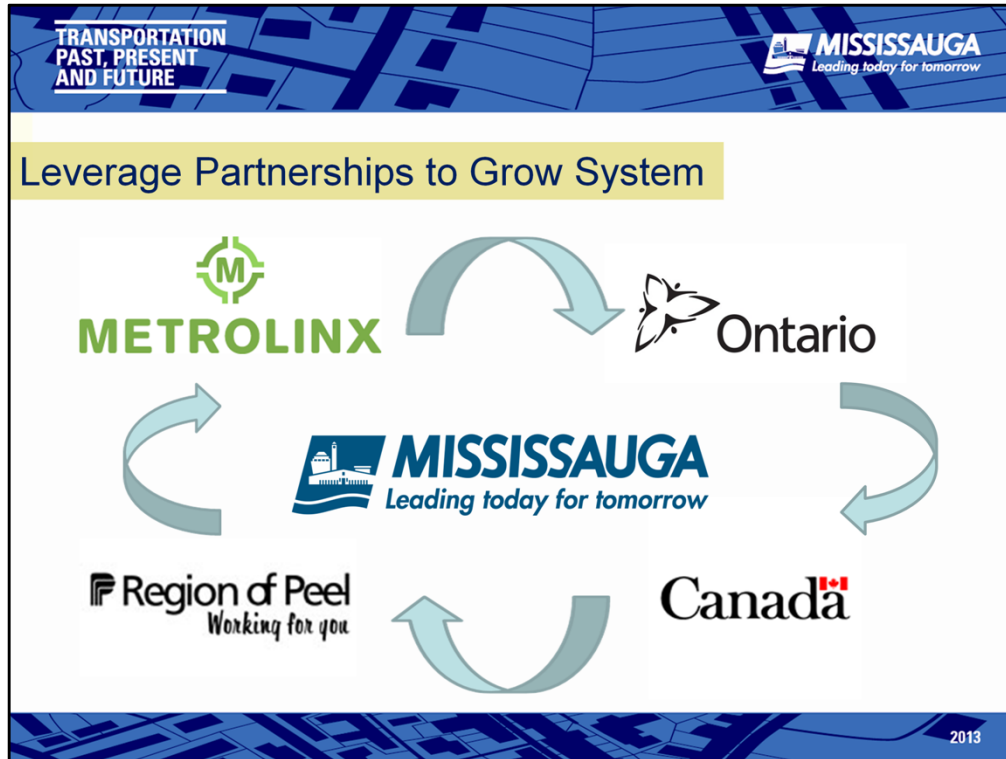 TRANSPORTATION
PAST, PRESENT
AND FUTURE
MISSISSAUGA
Leading today for tomorrow
Leverage Partnerships to Grow System
M
METROLINX
Ontario
MISSISSAUGA
Leading today for tomorrow
Region of Peel
Working for you
Canada
2013